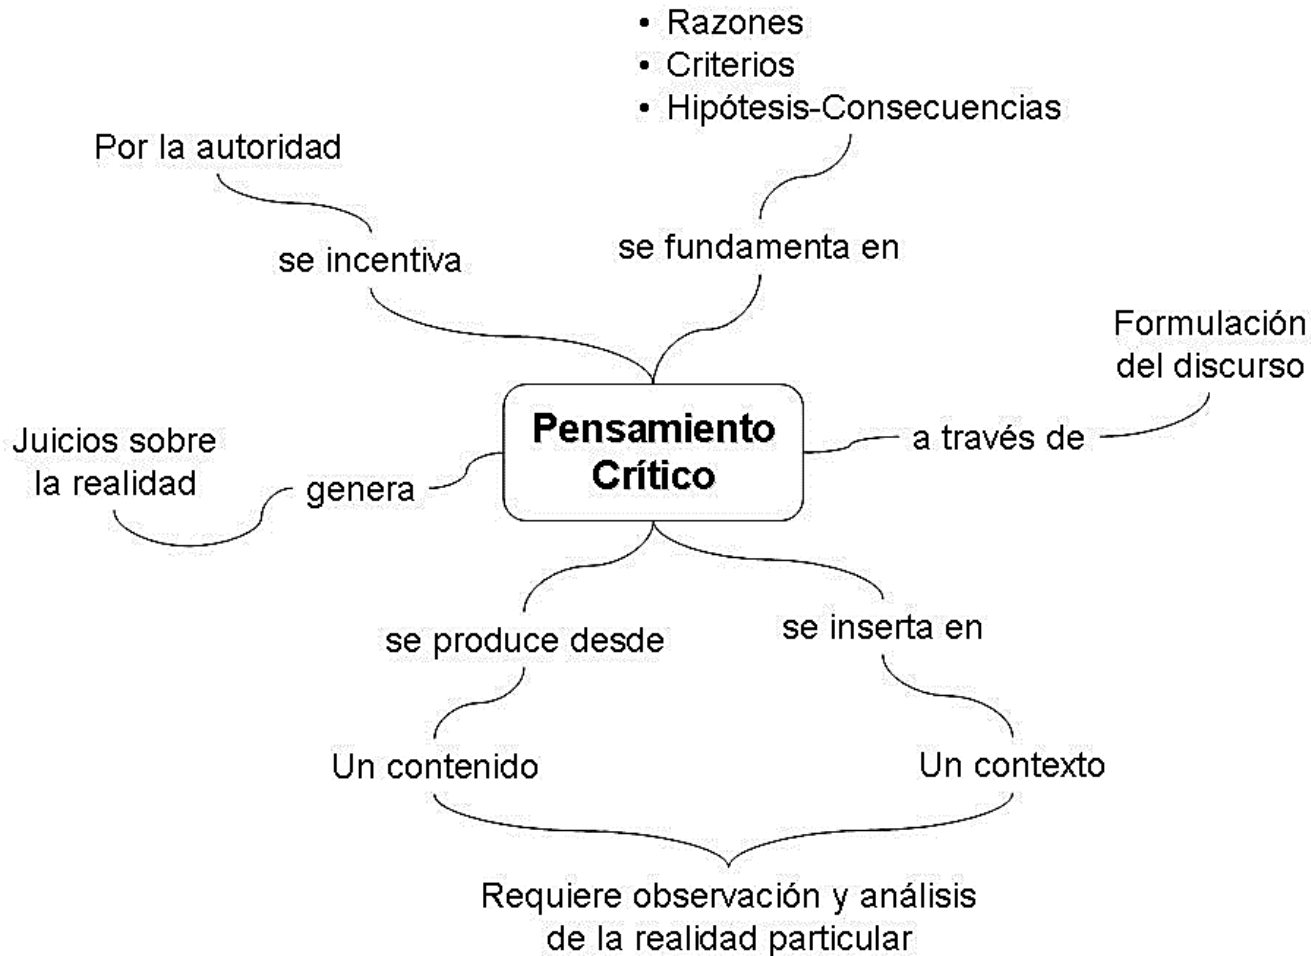 • Razones
• Criterios
• Hipótesis-Consecuencias
Por la autoridad
se incentiva
se fundamenta en
Formulación
del discurso
a través de
Pensamiento
Crítico
Juicios sobre
la realidad
genera
se produce desde
se inserta en
Un contenido
Un contexto
Requiere observación y análisis
de la realidad particular